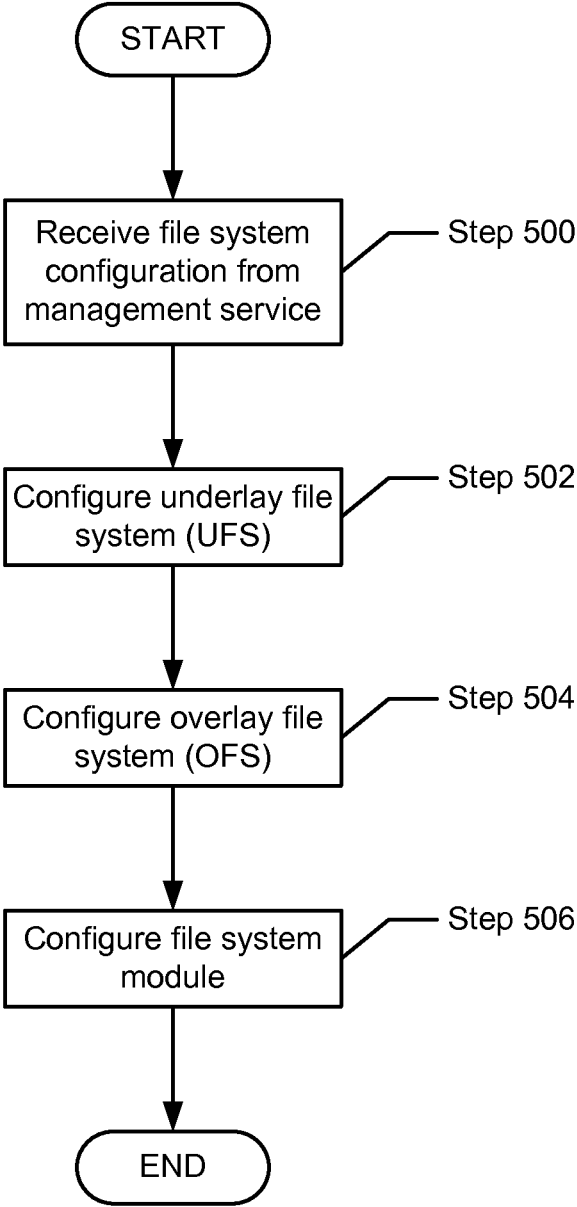 START
Receive file system
configuration from
management service
Step 500
Configure underlay file
system (UFS)
Step 502
Configure overlay file
system (OFS)
Step 504
Configure file system
module
Step 506
END